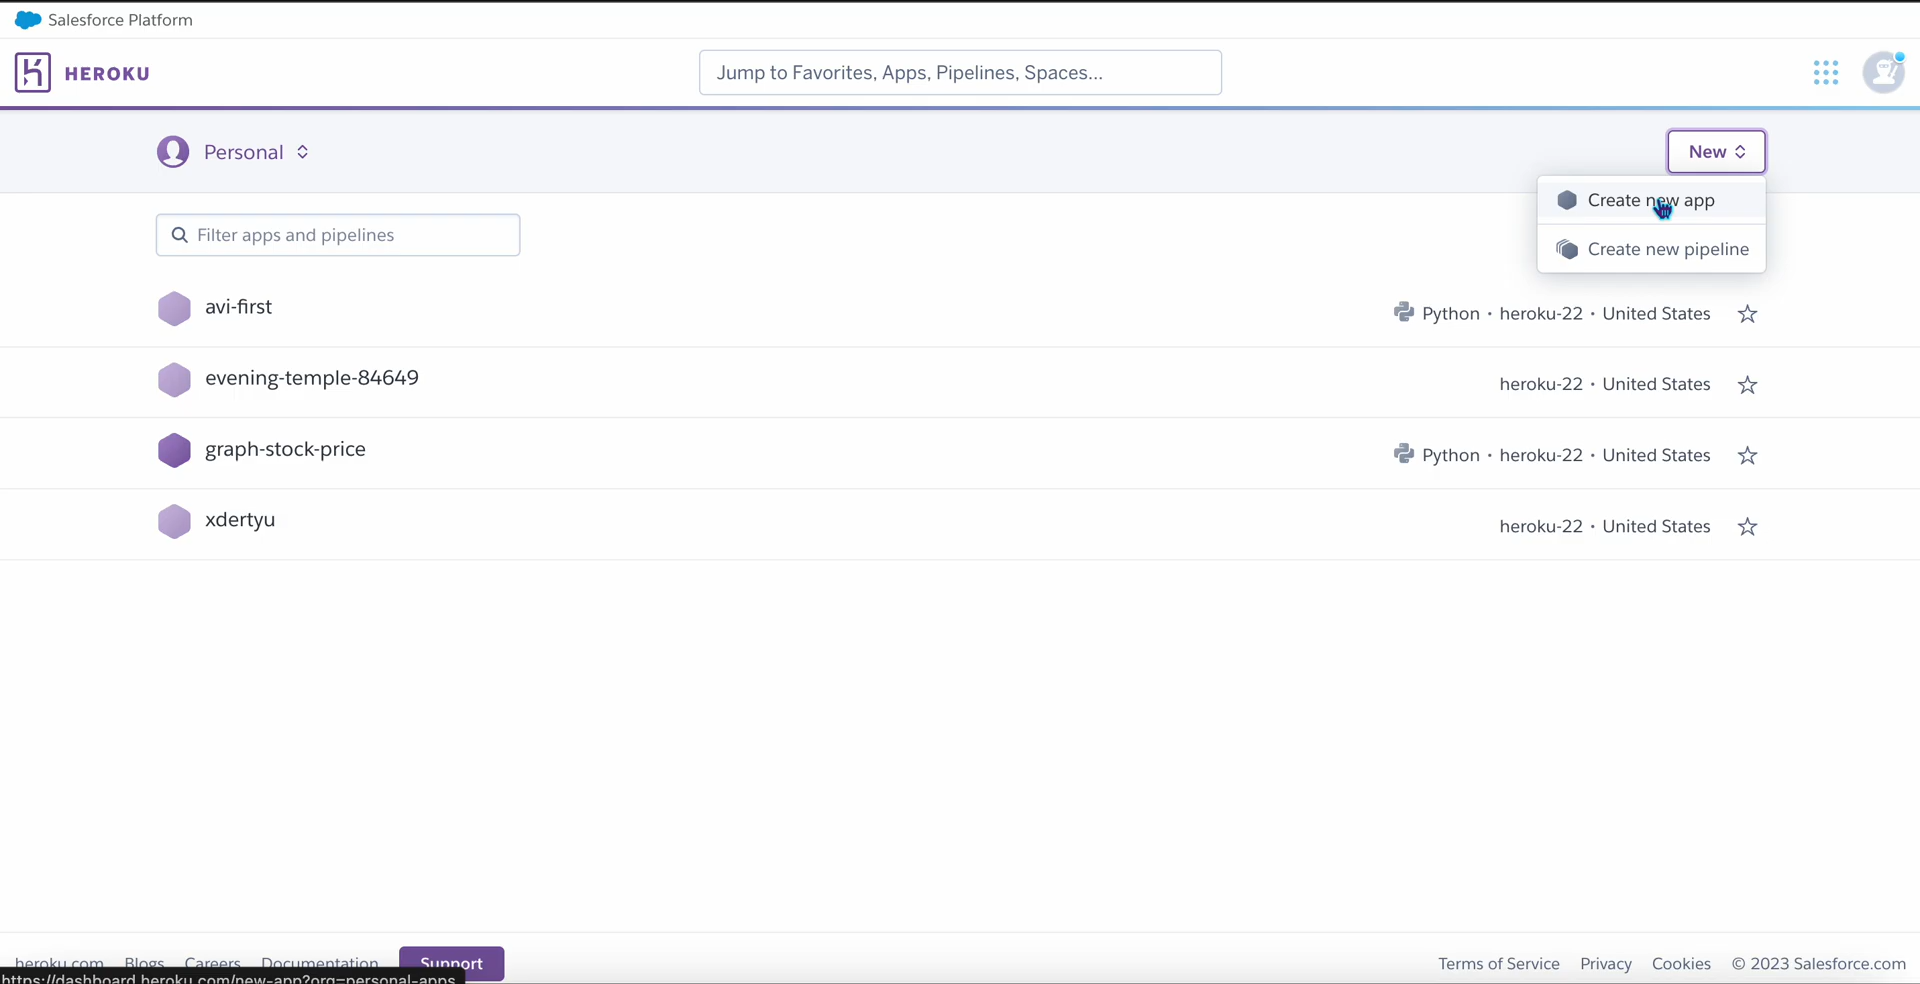 Salesforce Platform
HEROKU
Jump to Favorites, Apps, Pipelines, Spaces...
Personal
New
Create new app
Create new pipeline
Filter apps and pipelines
avi-first
Python • heroku-22 • United States
evening-temple-84649
heroku-22 • United States
graph-stock-price
Python • heroku-22 • United States
xdertyu
heroku-22 • United States
heroku.com Blogs Careers Documentation Support
Terms of Service Privacy Cookies © 2023 Salesforce.com
https://dashboard.heroku.com/new-app?org=personal-apps